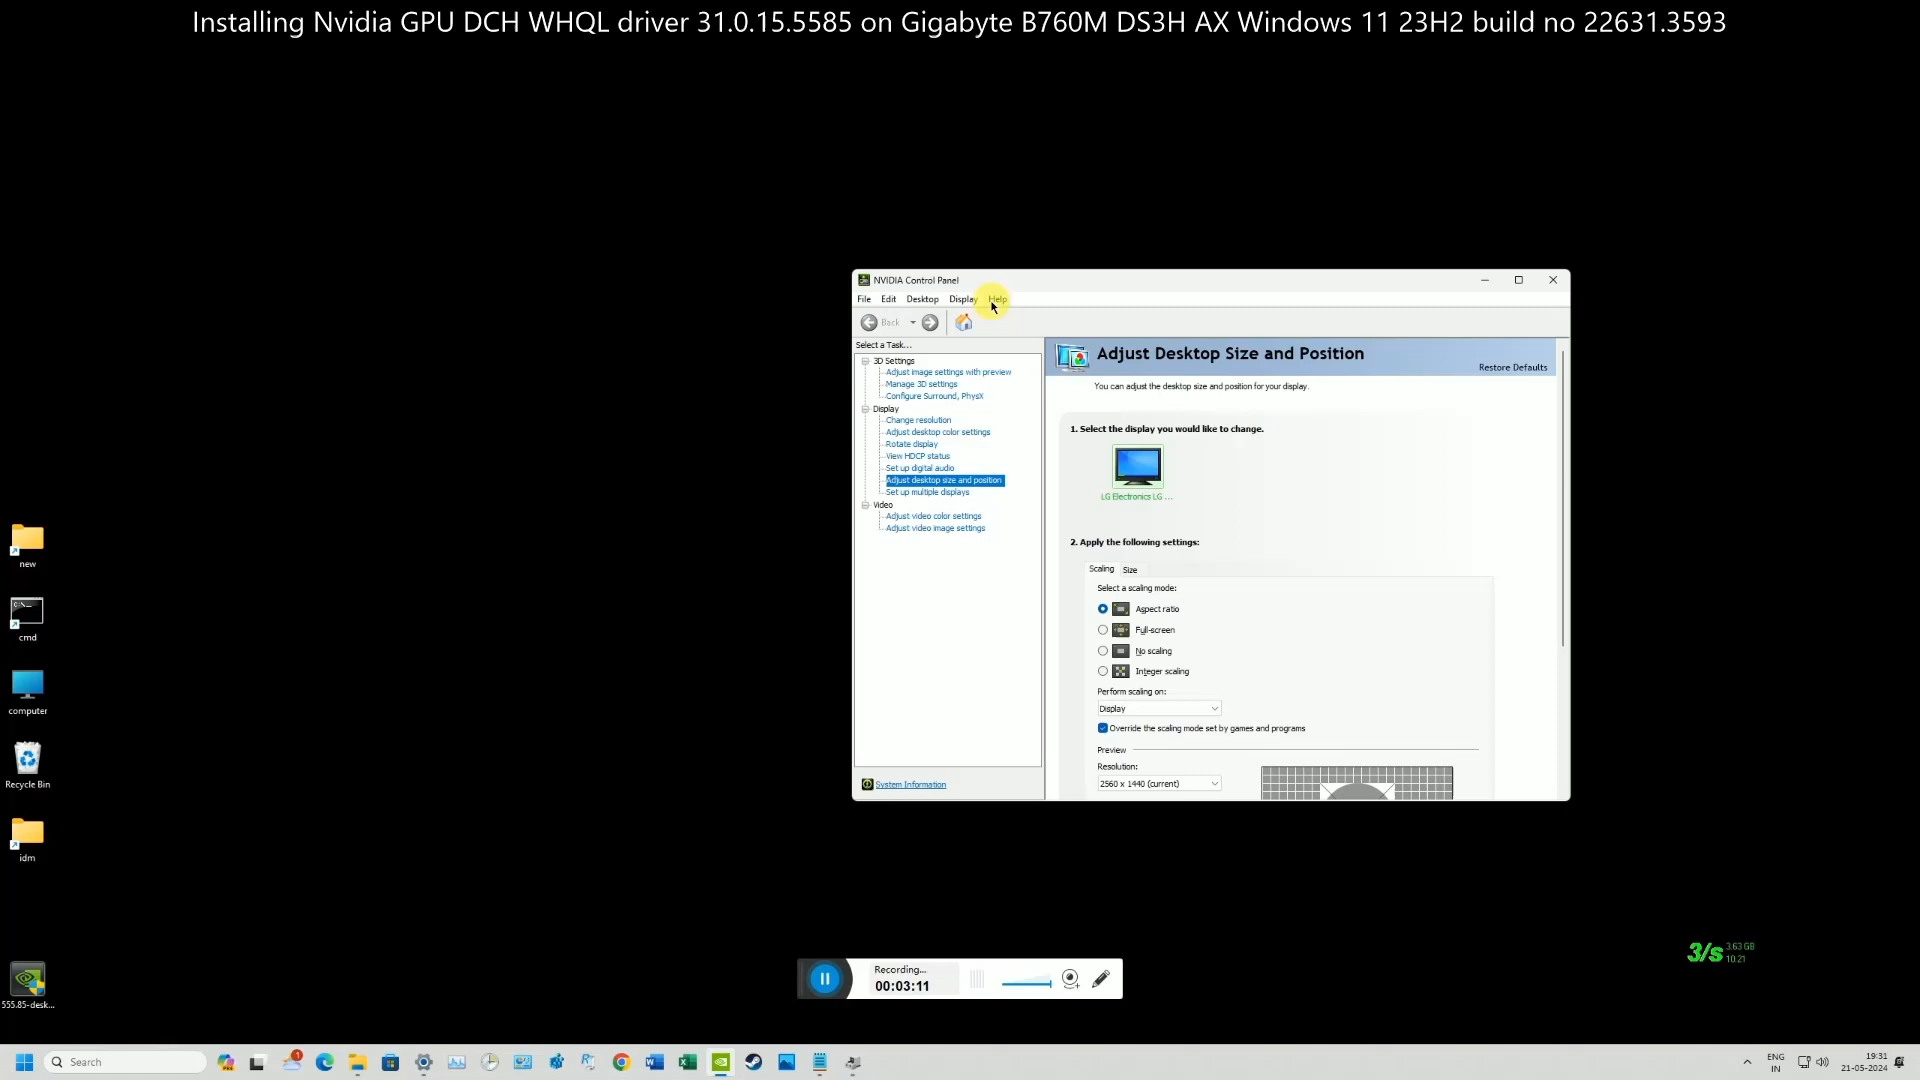 Installing Nvidia GPU DCH WHQL driver 31.0.15.5585 on Gigabyte B760M DS3H AX Windows 11 23H2 build no 22631.3593
NVIDIA Control Panel
File Edit Desktop Display Help
Back
Select a Task...
3D Settings
Adjust image settings with preview
Manage 3D settings
Configure Surround, PhysX
Display
Change resolution
Adjust desktop color settings
Rotate display
View HDCP status
Set up digital audio
Adjust desktop size and position
Set up multiple displays
Video
Adjust video color settings
Adjust video image settings
System Information
Adjust Desktop Size and Position
Restore Defaults
You can adjust the desktop size and position for your display.
1. Select the display you would like to change.
LG Electronics LG ...
2. Apply the following settings:
Scaling Size
Select a scaling mode:
Aspect ratio
Full-screen
No scaling
Integer scaling
Perform scaling on:
Display
Override the scaling mode set by games and programs
Preview
Resolution:
2560 x 1440 (current)
new
cmd
computer
Recycle Bin
idm
555.85-desk...
Recording...
00:03:11
3/s 3.63 GB
10:21
Search
1
ENG
IN
19:31
21-05-2024